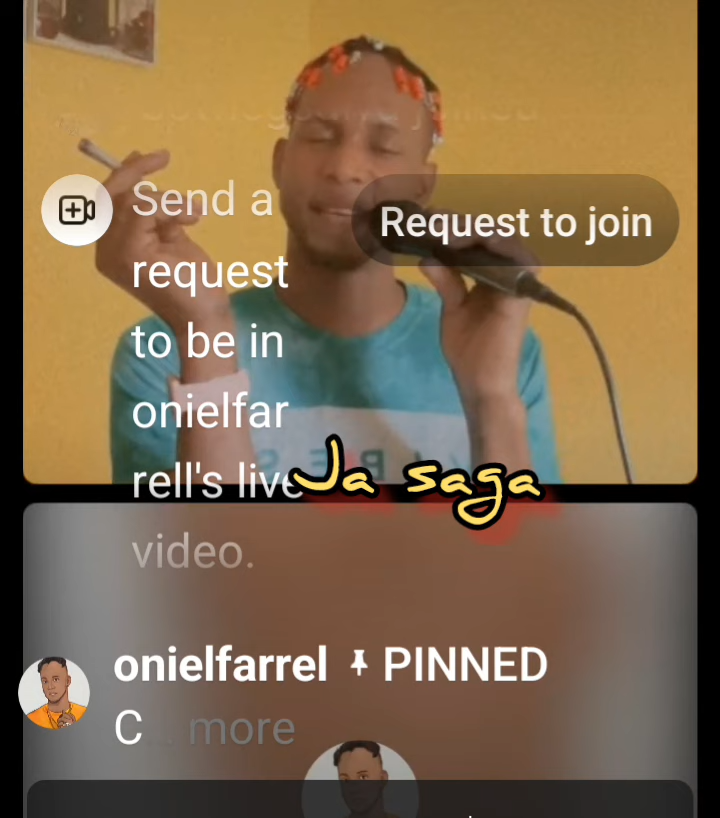 Send a
request
to be in
onielfar
rell's live
video.
Request to join
Ja saga
onielfarrel PINNED
C... more